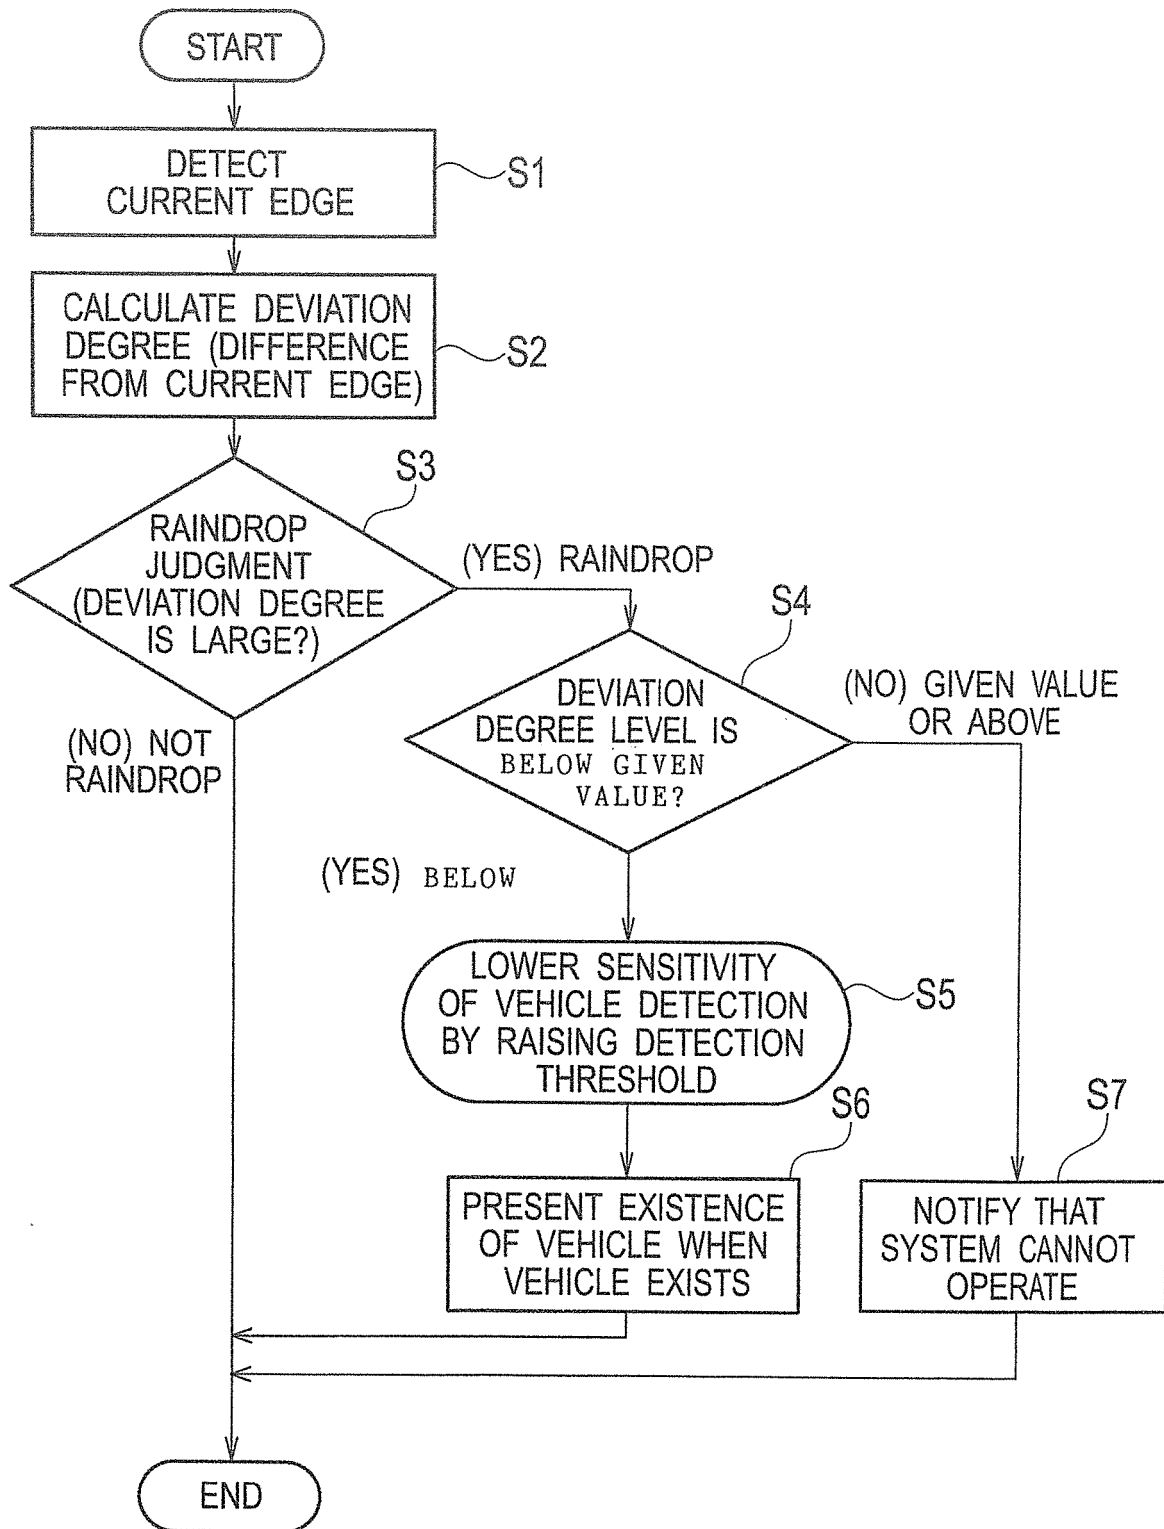 START
DETECT
CURRENT EDGE
S1
CALCULATE DEVIATION
DEGREE (DIFFERENCE
FROM CURRENT EDGE)
S2
S3
RAINDROP
JUDGMENT
(DEVIATION DEGREE
IS LARGE?)
(YES) RAINDROP
(NO) NOT
RAINDROP
S4
DEVIATION
DEGREE LEVEL IS
BELOW GIVEN
VALUE?
(NO) GIVEN VALUE
OR ABOVE
(YES) BELOW
LOWER SENSITIVITY
OF VEHICLE DETECTION
BY RAISING DETECTION
THRESHOLD
S5
S6
PRESENT EXISTENCE
OF VEHICLE WHEN
VEHICLE EXISTS
S7
NOTIFY THAT
SYSTEM CANNOT
OPERATE
END